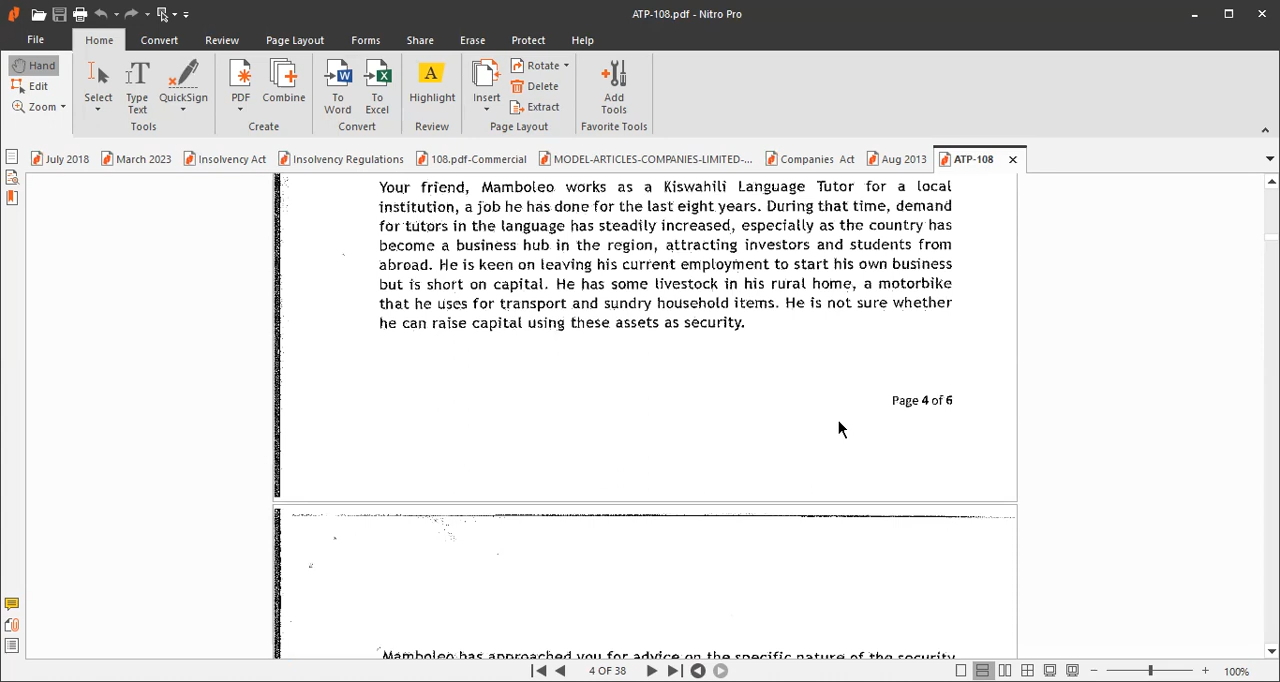 ATP-108.pdf - Nitro Pro
File Home Convert Review Page Layout Forms Share Erase Protect Help
Hand
Edit
Zoom
Select
Type Text
QuickSign
Tools
PDF
Combine
Create
To Word
To Excel
Convert
A
Highlight
Review
Insert
Rotate
Delete
Extract
Page Layout
Add Tools
Favorite Tools
July 2018 March 2023 Insolvency Act Insolvency Regulations 108.pdf-Commercial MODEL-ARTICLES-COMPANIES-LIMITED-... Companies Act Aug 2013 ATP-108
Your friend, Mamboleo works as a Kiswahili Language Tutor for a local
institution, a job he has done for the last eight years. During that time, demand
for tutors in the language has steadily increased, especially as the country has
become a business hub in the region, attracting investors and students from
abroad. He is keen on leaving his current employment to start his own business
but is short on capital. He has some livestock in his rural home, a motorbike
that he uses for transport and sundry household items. He is not sure whether
he can raise capital using these assets as security.
Page 4 of 6
Mamboleo has approached you for advice on the specific nature of the security
4 OF 38
100%